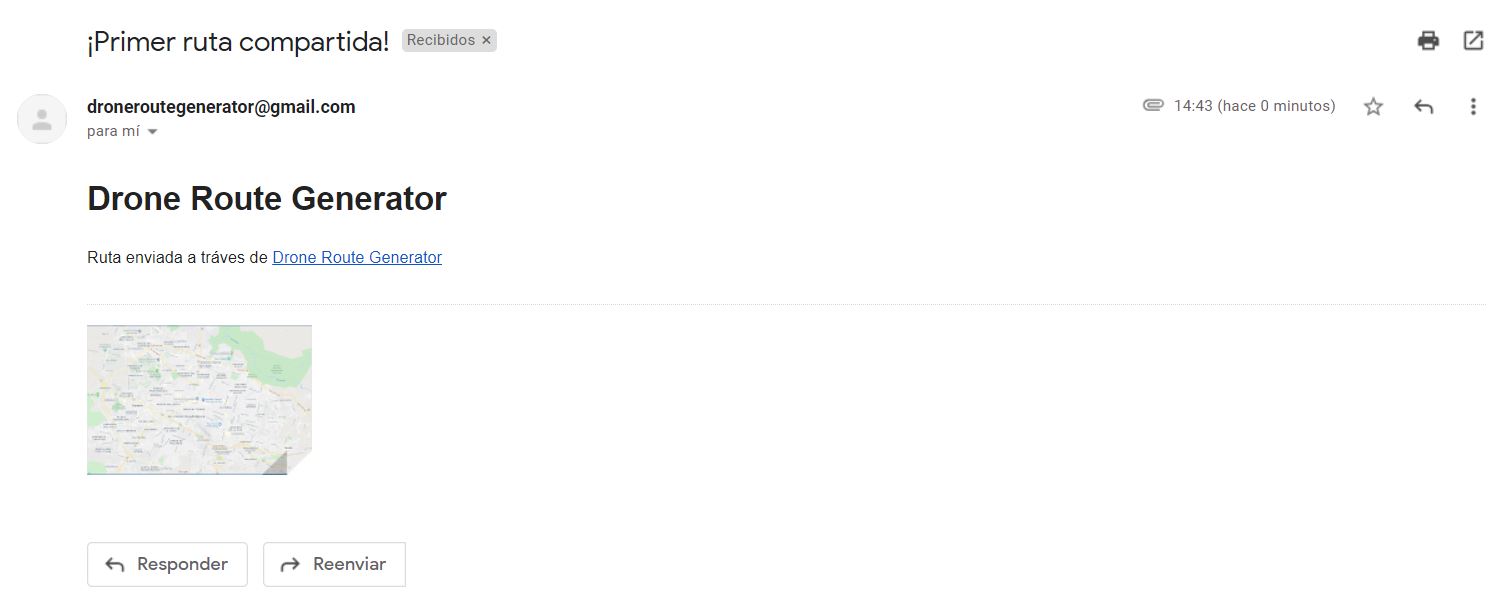 ¡Primer ruta compartida! Recibidos ×
droneroutegenerator@gmail.com
14:43 (hace 0 minutos)
para mí
Drone Route Generator
Ruta enviada a tráves de Drone Route Generator
Responder
Reenviar